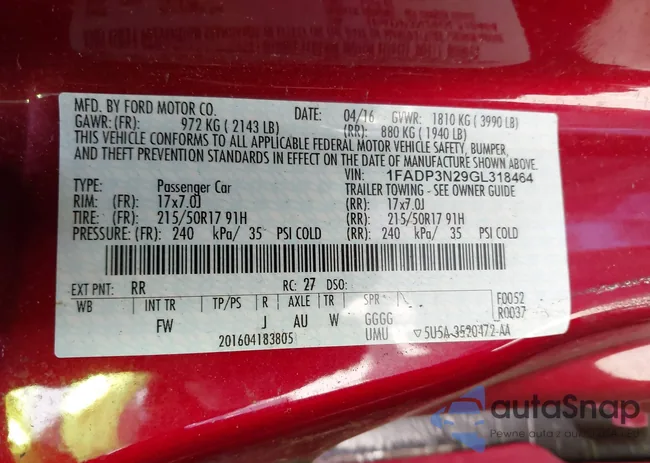 MFD. BY FORD MOTOR CO. DATE: 04/16 GVWR: 1810 KG ( 3990 LB)
GAWR: (FR): 972 KG ( 2143 LB) (RR): 880 KG ( 1940 LB)
THIS VEHICLE CONFORMS TO ALL APPLICABLE FEDERAL MOTOR VEHICLE SAFETY, BUMPER,
AND THEFT PREVENTION STANDARDS IN EFFECT ON THE DATE OF MANUFACTURE SHOWN ABOVE.
VIN: 1FADP3N29GL318464
TYPE: Passenger Car TRAILER TOWING - SEE OWNER GUIDE
RIM: (FR): 17x7.0J (RR): 17x7.0J
TIRE: (FR): 215/50R17 91H (RR): 215/50R17 91H
PRESSURE: (FR): 240 kPa/ 35 PSI COLD (RR): 240 kPa/ 35 PSI COLD
EXT PNT: RR RC: 27 DSO:
WB INT TR TP/PS R AXLE TR SPR F0052
FW J AU W GGGG R0037
201604183805 UMU ▽5U5A-3520472-AA
autaSnap
Pewne auta z aukcji